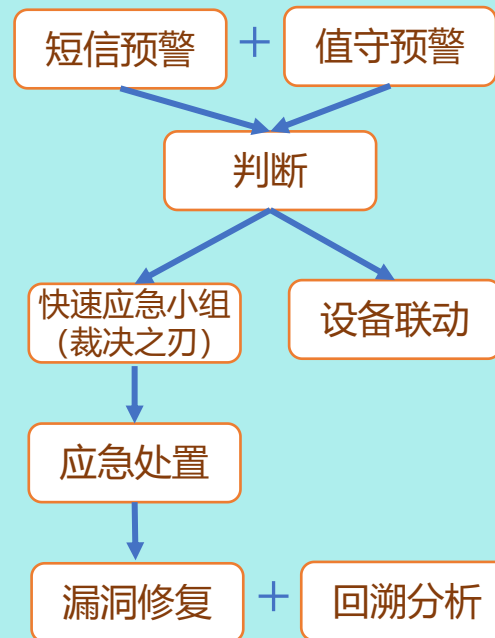 短信预警 + 值守预警
判断
快速应急小组
（裁决之刃）
设备联动
应急处置
漏洞修复 + 回溯分析